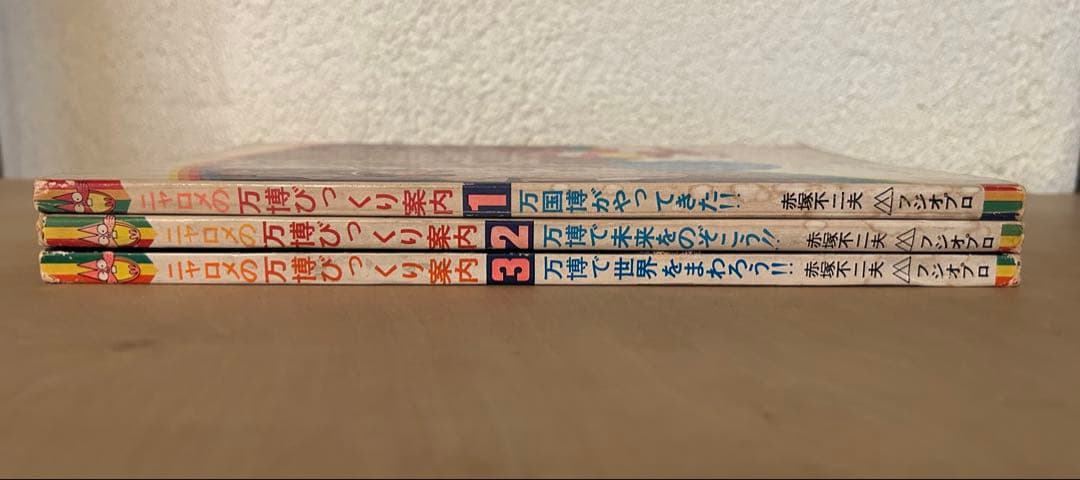 ニャロメの万博びっくり案内 1 万国博がやってきた!! 赤塚不二夫 フジオプロ
ニャロメの万博びっくり案内 2 万博で未来をのぞこう!! 赤塚不二夫 フジオプロ
ニャロメの万博びっくり案内 3 万博で世界をまわろう!! 赤塚不二夫 フジオプロ